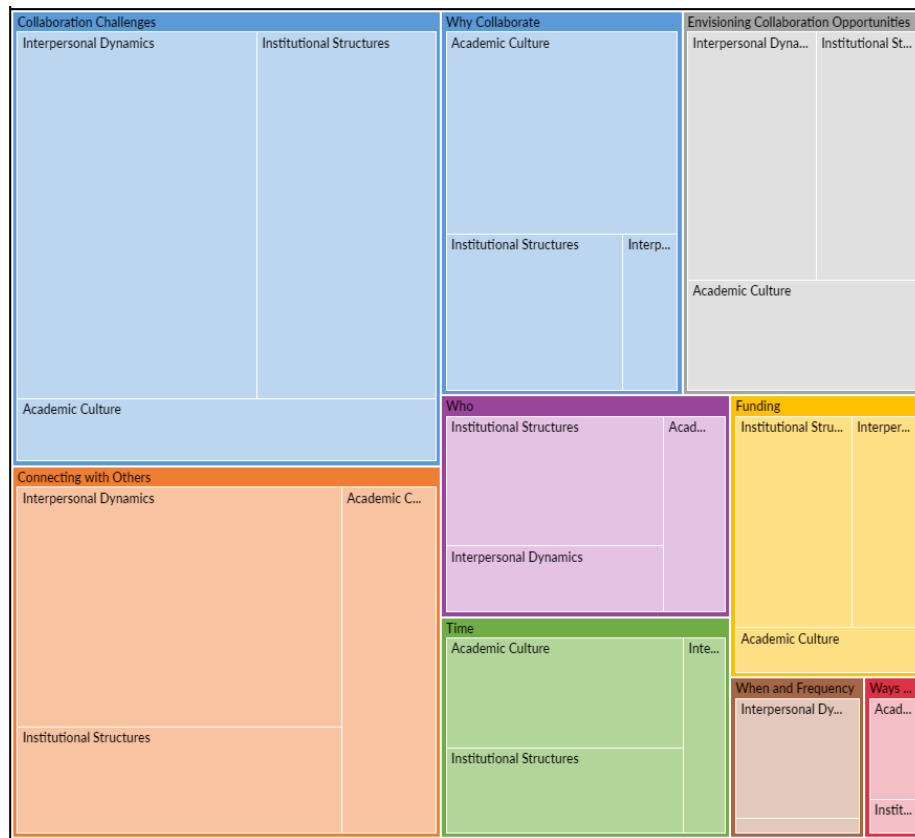 Collaboration Challenges
Interpersonal Dynamics
Institutional Structures
Academic Culture
Connecting with Others
Interpersonal Dynamics
Academic C...
Institutional Structures
Why Collaborate
Academic Culture
Institutional Structures
Interp...
Envisioning Collaboration Opportunities
Interpersonal Dyna...
Institutional St...
Academic Culture
Who
Institutional Structures
Acad...
Interpersonal Dynamics
Funding
Institutional Stru...
Interper...
Academic Culture
Time
Academic Culture
Inte...
Institutional Structures
When and Frequency
Interpersonal Dy...
Ways ...
Acad...
Instit...